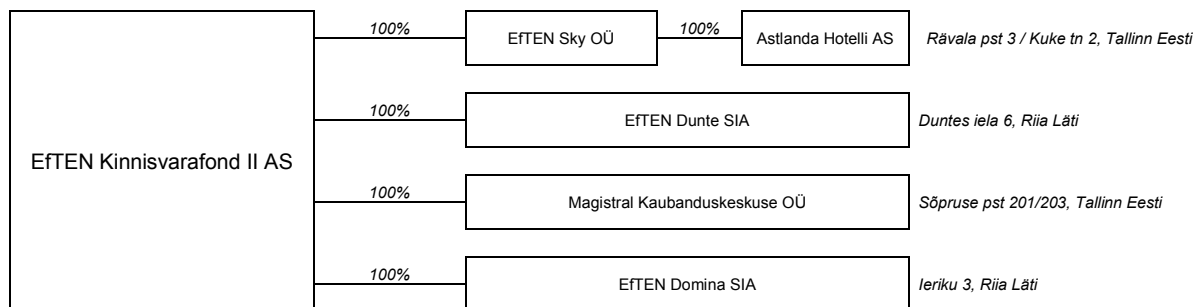 100% EfTEN Sky OÜ 100% Astlanda Hotelli AS Rävala pst 3 / Kuke tn 2, Tallinn Eesti
100% EfTEN Dunte SIA Duntes iela 6, Riia Läti
EfTEN Kinnisvarafond II AS
100% Magistral Kaubanduskeskuse OÜ Sõpruse pst 201/203, Tallinn Eesti
100% EfTEN Domina SIA Ieriku 3, Riia Läti